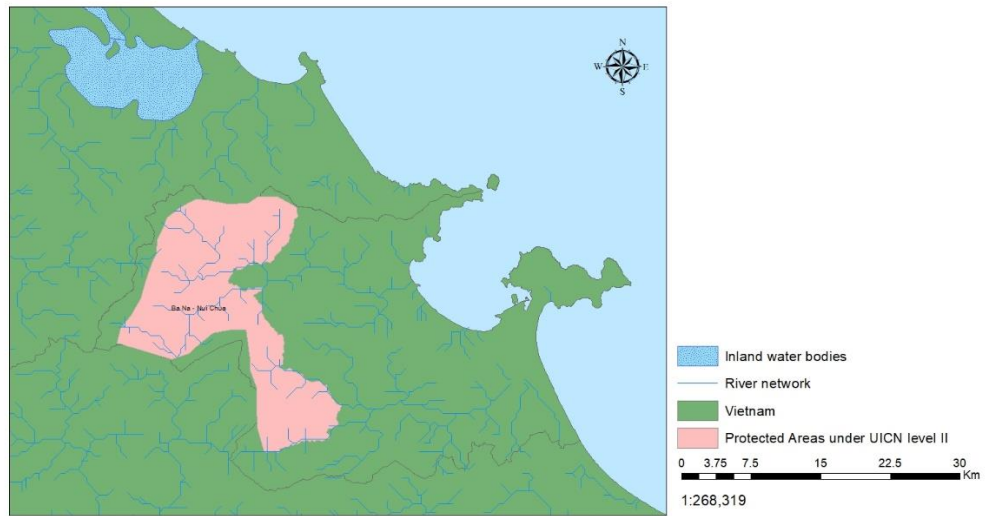 N
W E
S
Ba Na - Nui Chua
Inland water bodies
River network
Vietnam
Protected Areas under UICN level II
0 3.75 7.5 15 22.5 30
Km
1:268,319